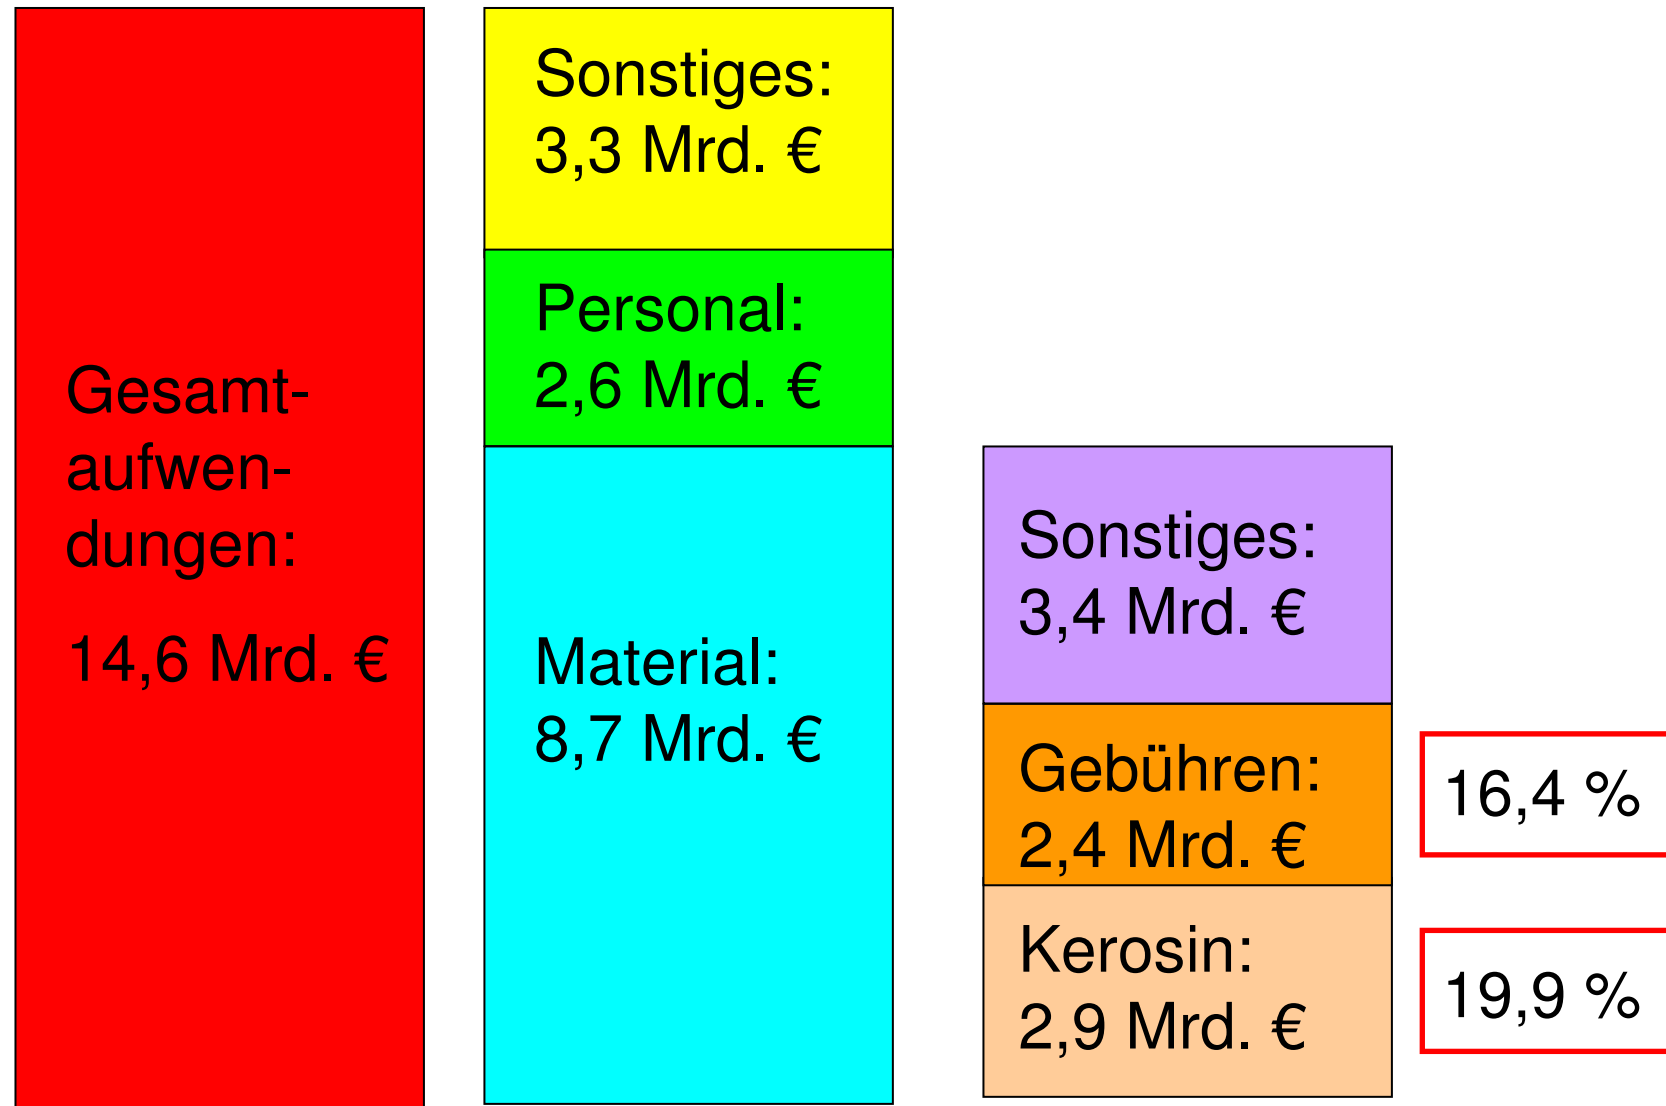 Gesamt-
aufwen-
dungen:
14,6 Mrd. €
Sonstiges:
3,3 Mrd. €
Personal:
2,6 Mrd. €
Material:
8,7 Mrd. €
Sonstiges:
3,4 Mrd. €
Gebühren:
2,4 Mrd. €
Kerosin:
2,9 Mrd. €
16,4 %
19,9 %